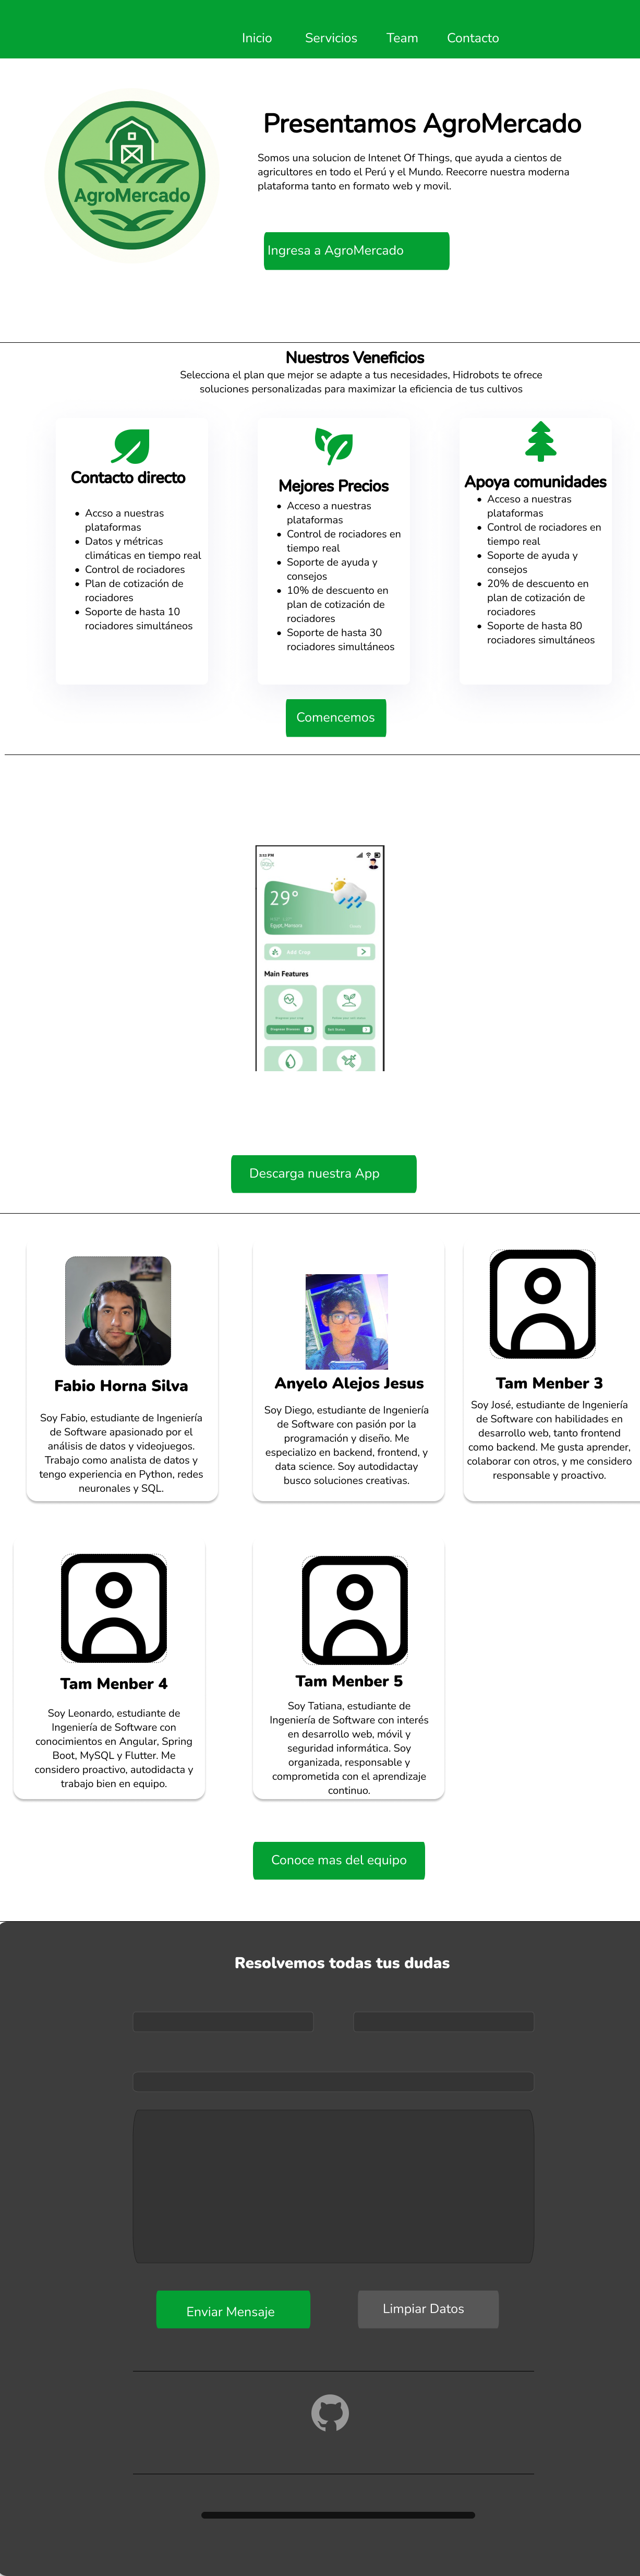 Inicio Servicios Team Contacto
AgroMercado
Presentamos AgroMercado
Somos una solucion de Intenet Of Things, que ayuda a cientos de
agricultores en todo el Perú y el Mundo. Reecorre nuestra moderna
plataforma tanto en formato web y movil.
Ingresa a AgroMercado
Nuestros Veneficios
Selecciona el plan que mejor se adapte a tus necesidades, Hidrobots te ofrece
soluciones personalizadas para maximizar la eficiencia de tus cultivos
Contacto directo
• Accso a nuestras
plataformas
• Datos y métricas
climáticas en tiempo real
• Control de rociadores
• Plan de cotización de
rociadores
• Soporte de hasta 10
rociadores simultáneos
Mejores Precios
• Acceso a nuestras
plataformas
• Control de rociadores en
tiempo real
• Soporte de ayuda y
consejos
• 10% de descuento en
plan de cotización de
rociadores
• Soporte de hasta 30
rociadores simultáneos
Apoya comunidades
• Acceso a nuestras
plataformas
• Control de rociadores en
tiempo real
• Soporte de ayuda y
consejos
• 20% de descuento en
plan de cotización de
rociadores
• Soporte de hasta 80
rociadores simultáneos
Comencemos
2:12 PM
29°
Add Crop
Main Features
Descarga nuestra App
Fabio Horna Silva
Soy Fabio, estudiante de Ingeniería
de Software apasionado por el
análisis de datos y videojuegos.
Trabajo como analista de datos y
tengo experiencia en Python, redes
neuronales y SQL.
Anyelo Alejos Jesus
Soy Diego, estudiante de Ingeniería
de Software con pasión por la
programación y diseño. Me
especializo en backend, frontend, y
data science. Soy autodidactay
busco soluciones creativas.
Tam Menber 3
Soy José, estudiante de Ingeniería
de Software con habilidades en
desarrollo web, tanto frontend
como backend. Me gusta aprender,
colaborar con otros, y me considero
responsable y proactivo.
Tam Menber 4
Soy Leonardo, estudiante de
Ingeniería de Software con
conocimientos en Angular, Spring
Boot, MySQL y Flutter. Me
considero proactivo, autodidacta y
trabajo bien en equipo.
Tam Menber 5
Soy Tatiana, estudiante de
Ingeniería de Software con interés
en desarrollo web, móvil y
seguridad informática. Soy
organizada, responsable y
comprometida con el aprendizaje
continuo.
Conoce mas del equipo
Resolvemos todas tus dudas
Enviar Mensaje
Limpiar Datos